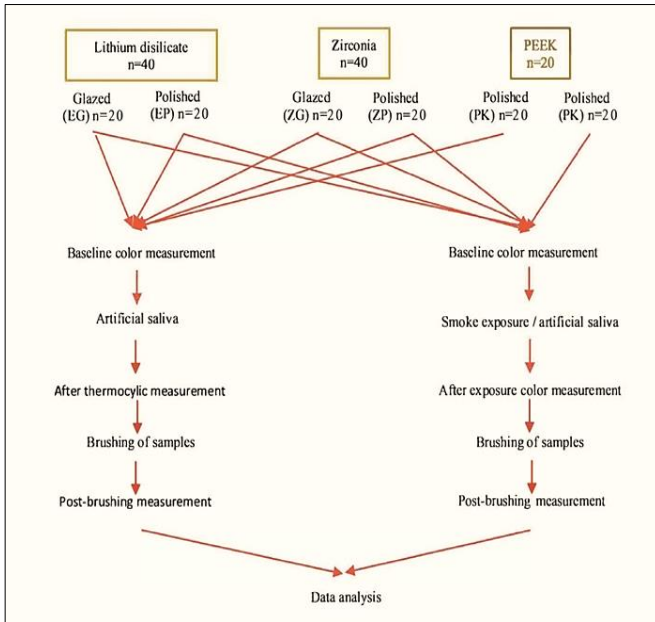 Lithium disilicate
n=40
Zirconia
n=40
PEEK
n=20
Glazed
(EG) n=20
Polished
(EP) n=20
Glazed
(ZG) n=20
Polished
(ZP) n=20
Polished
(PK) n=20
Polished
(PK) n=20
Baseline color measurement
Baseline color measurement
Artificial saliva
Smoke exposure / artificial saliva
After thermocylic measurement
After exposure color measurement
Brushing of samples
Brushing of samples
Post-brushing measurement
Post-brushing measurement
Data analysis